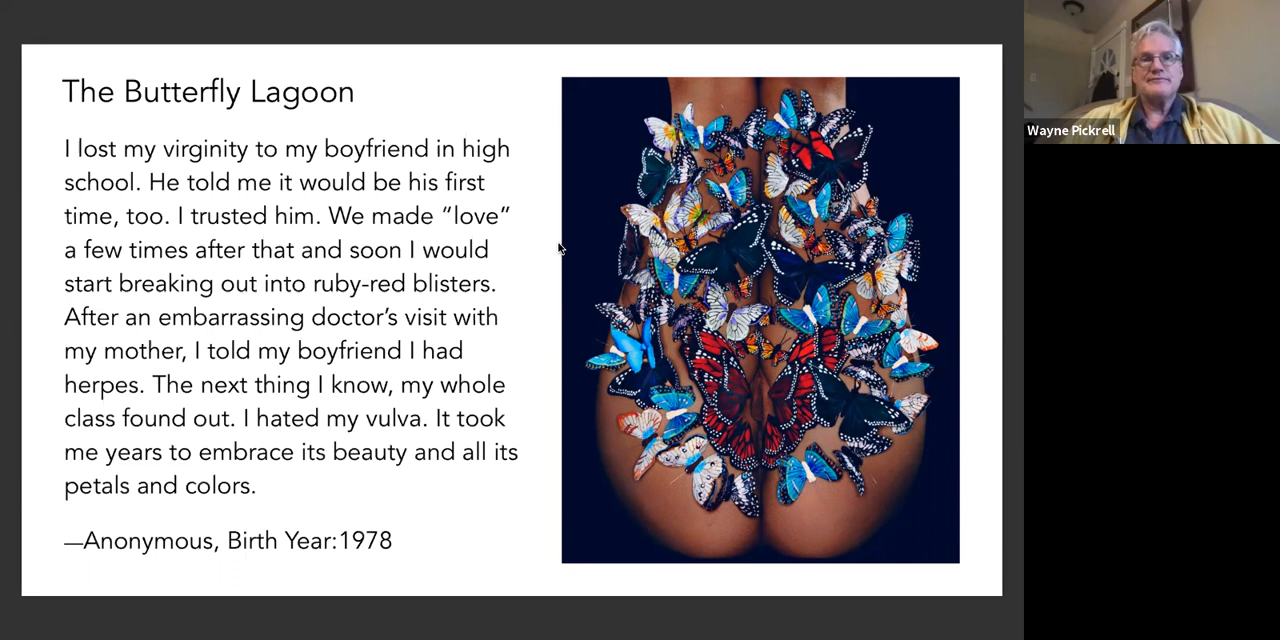 The Butterfly Lagoon
I lost my virginity to my boyfriend in high
school. He told me it would be his first
time, too. I trusted him. We made “love”
a few times after that and soon I would
start breaking out into ruby-red blisters.
After an embarrassing doctor’s visit with
my mother, I told my boyfriend I had
herpes. The next thing I know, my whole
class found out. I hated my vulva. It took
me years to embrace its beauty and all its
petals and colors.
—Anonymous, Birth Year:1978
Wayne Pickrell